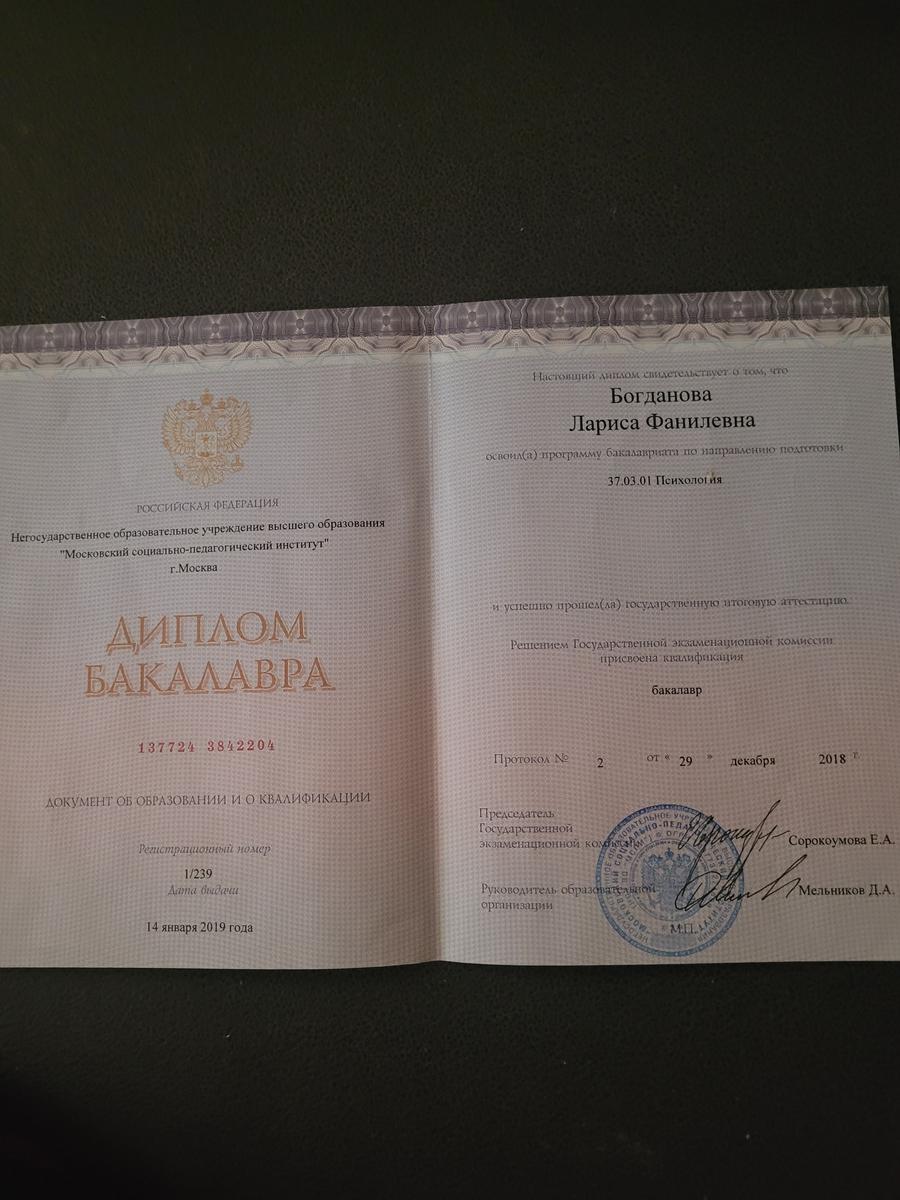 РОССИЙСКАЯ ФЕДЕРАЦИЯ
Негосударственное образовательное учреждение высшего образования
"Московский социально-педагогический институт"
г.Москва
ДИПЛОМ
БАКАЛАВРА
137724 3842204
ДОКУМЕНТ ОБ ОБРАЗОВАНИИ И О КВАЛИФИКАЦИИ
Регистрационный номер
1/239
Дата выдачи
14 января 2019 года
Настоящий диплом свидетельствует о том, что
Богданова
Лариса Фанилевна
освоил(а) программу бакалавриата по направлению подготовки
37.03.01 Психология
и успешно прошел(ла) государственную итоговую аттестацию.
Решением Государственной экзаменационной комиссии
присвоена квалификация
бакалавр
Протокол № 2 от « 29 » декабря 2018 г.
Председатель
Государственной
экзаменационной комиссии Сорокоумова Е.А.
Руководитель образовательной
организации Мельников Д.А.
М.П.